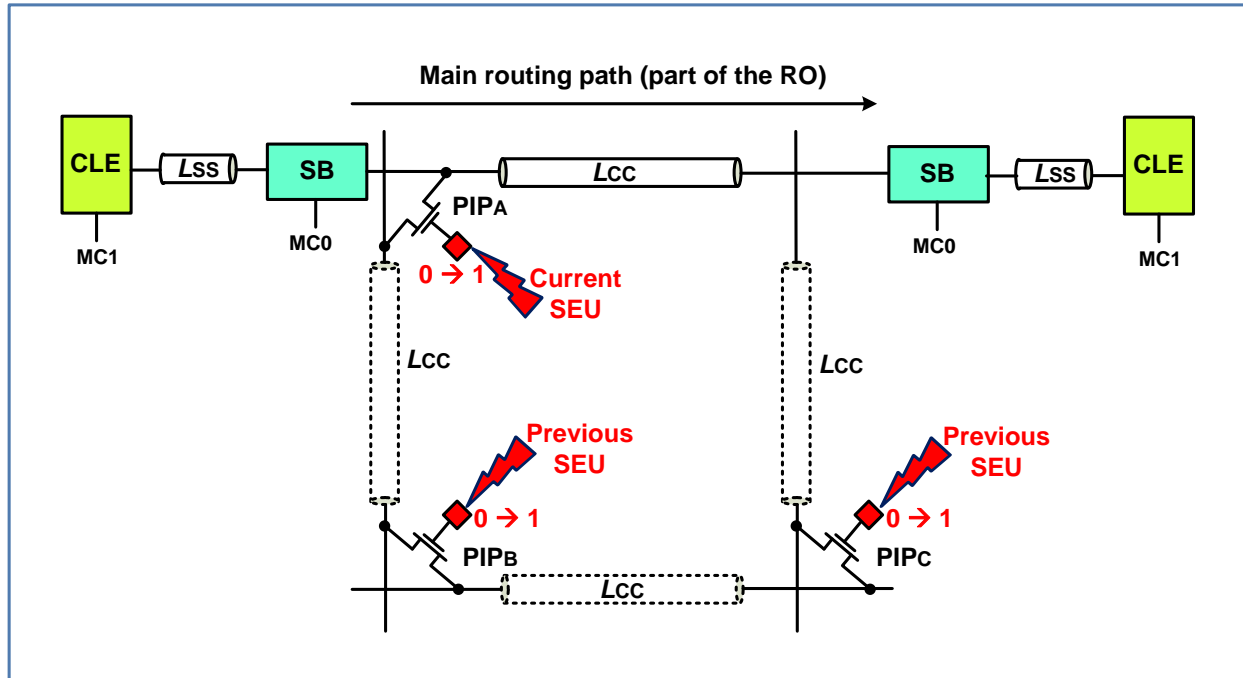 Main routing path (part of the RO)
CLE
LSS
SB
LCC
SB
LSS
CLE
MC1
MC0
PIPA
MC0
MC1
0 → 1
Current
SEU
LCC
LCC
Previous
SEU
Previous
SEU
0 → 1
0 → 1
PIPB
PIPC
LCC